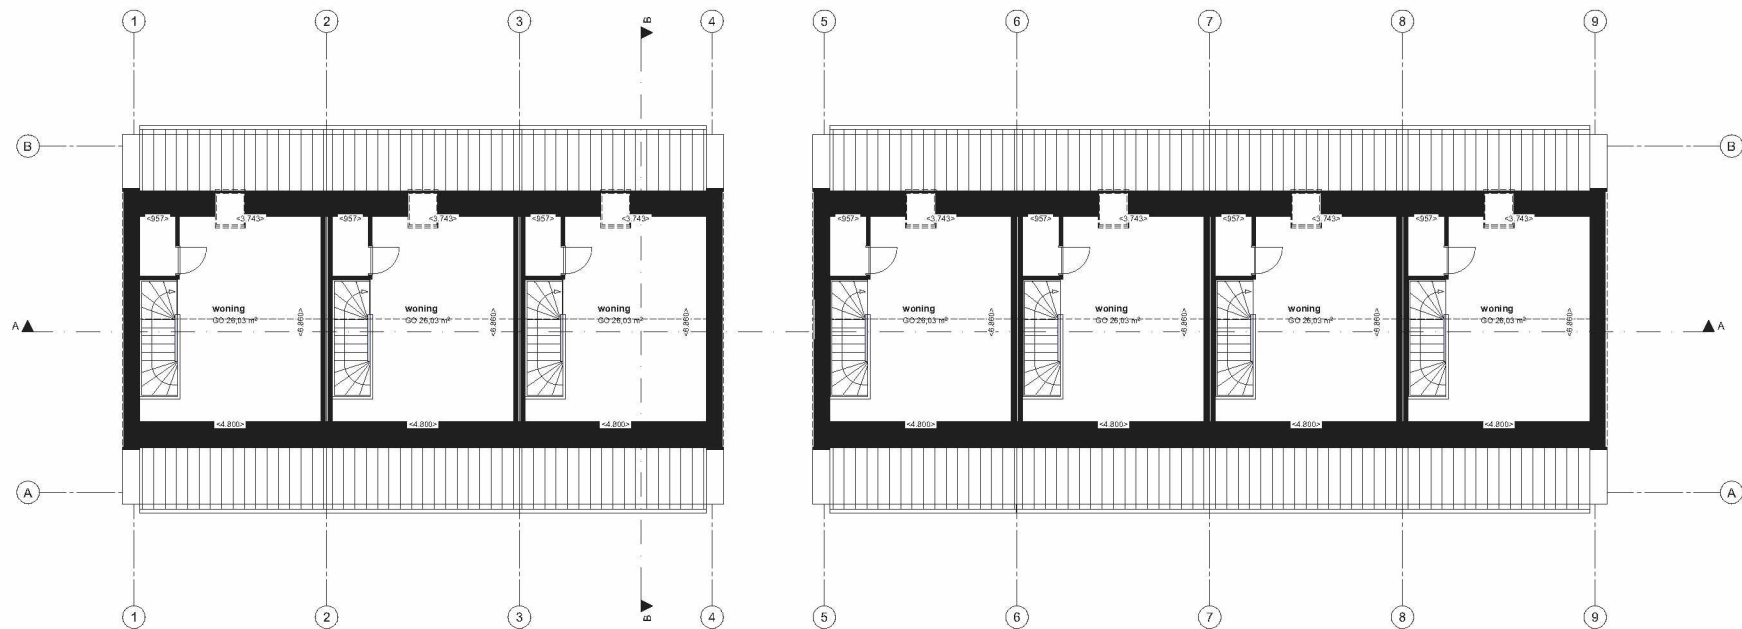 1 2 3 B 4 5 6 7 8 9
B B
<957> <3.743> <957> <3.743> <957> <3.743> <957> <3.743> <957> <3.743> <957> <3.743> <957> <3.743>
woning woning woning woning woning woning woning
GO 26,03 m² GO 26,03 m² GO 26,03 m² GO 26,03 m² GO 26,03 m² GO 26,03 m² GO 26,03 m²
<6.860> <6.860> <6.860> <6.860> <6.860> <6.860> <6.860>
A A
<4.800> <4.800> <4.800> <4.800> <4.800> <4.800> <4.800>
A A
1 2 3 B 4 5 6 7 8 9